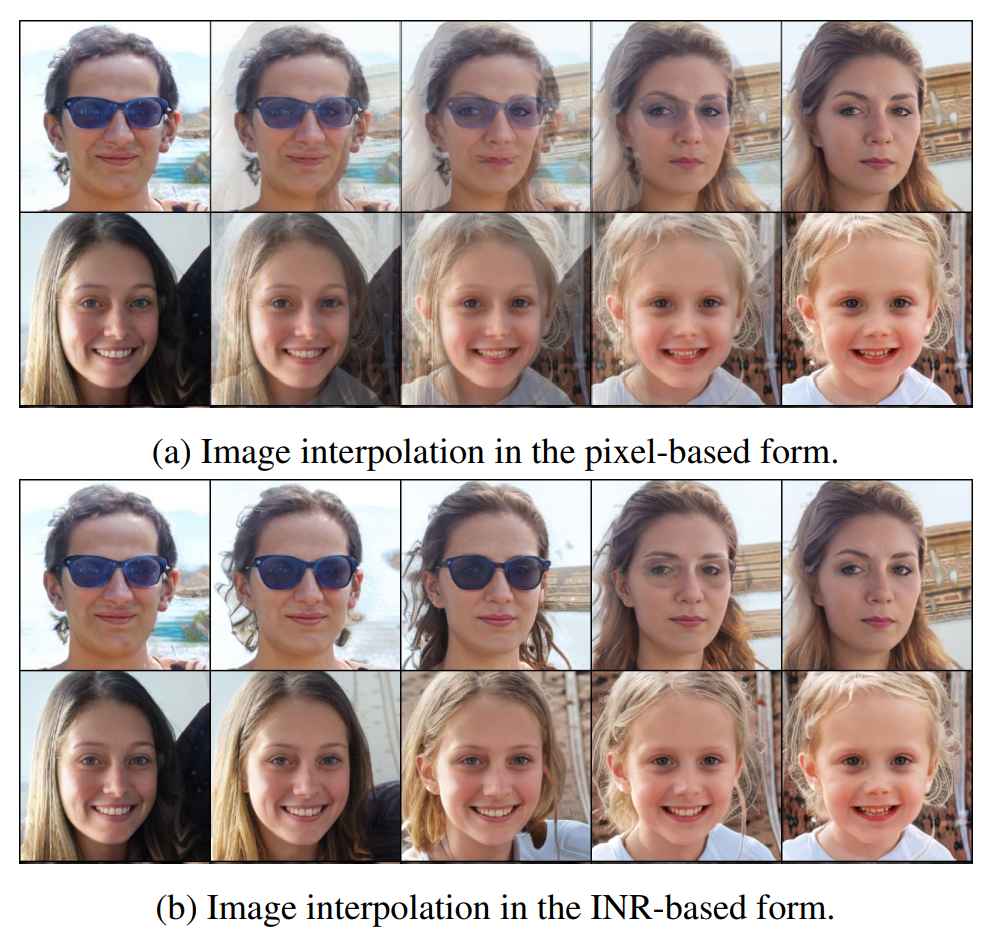 (a) Image interpolation in the pixel-based form.
(b) Image interpolation in the INR-based form.